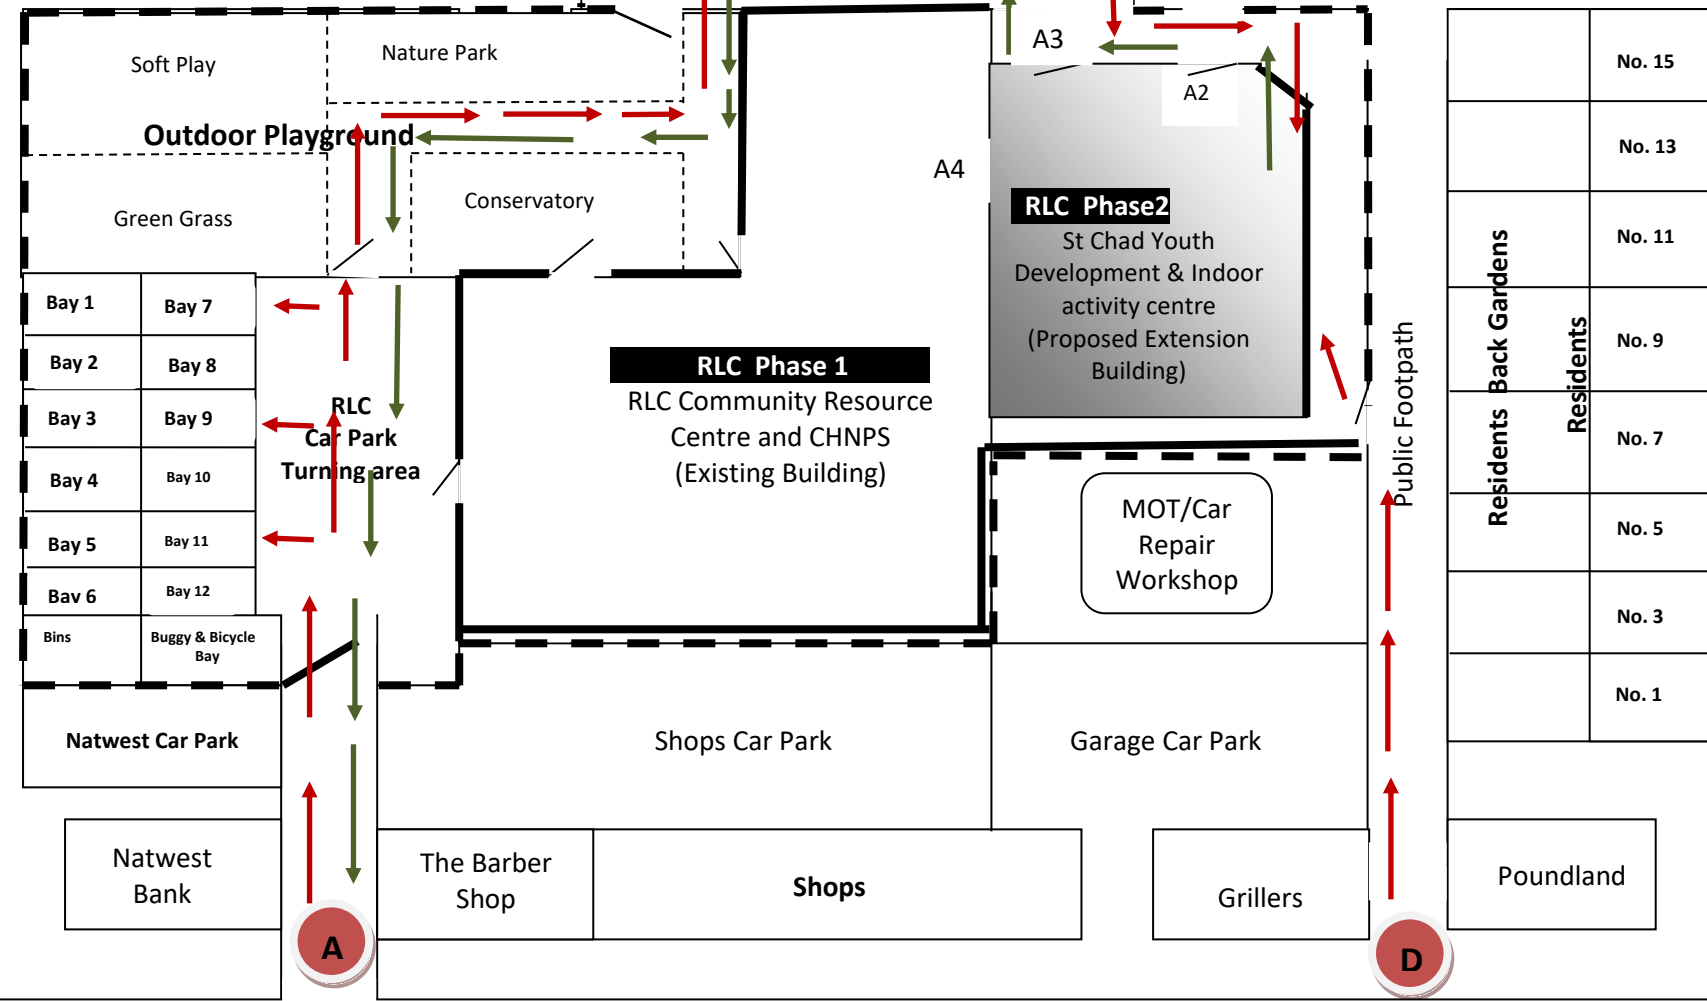 Soft Play
Nature Park
A3
A2
Outdoor Playground
A4
Green Grass
Conservatory
RLC Phase2
St Chad Youth
Development & Indoor
activity centre
(Proposed Extension
Building)
RLC Phase 1
RLC Community Resource
Centre and CHNPS
(Existing Building)
Bay 1
Bay 7
Bay 2
Bay 8
Bay 3
Bay 9
Bay 4
Bay 10
Bay 5
Bay 11
Bay 6
Bay 12
Bins
Buggy & Bicycle
Bay
RLC
Car Park
Turning area
MOT/Car
Repair
Workshop
Public Footpath
Residents Back Gardens
Residents
No. 15
No. 13
No. 11
No. 9
No. 7
No. 5
No. 3
No. 1
Natwest Car Park
Shops Car Park
Garage Car Park
Natwest
Bank
The Barber
Shop
Shops
Grillers
Poundland
A
D